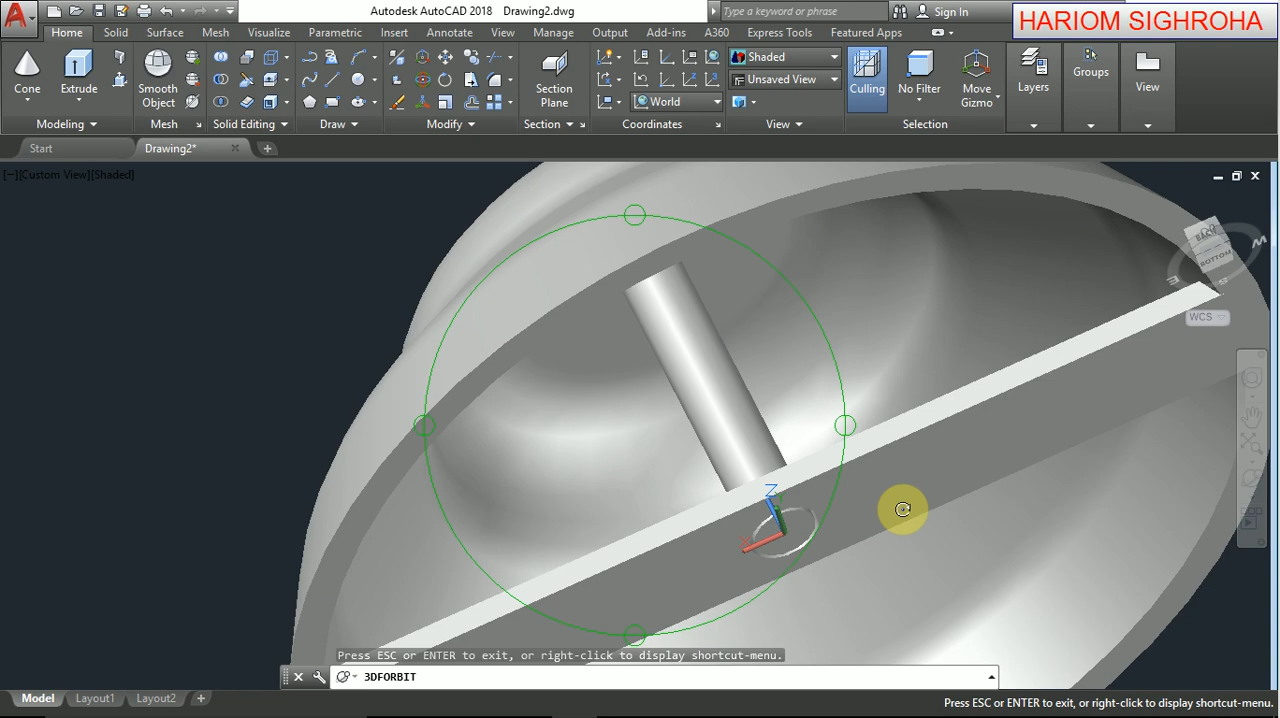 Autodesk AutoCAD 2018 Drawing2.dwg
Type a keyword or phrase
Sign In
HARIOM SIGHROHA
Home Solid Surface Mesh Visualize Parametric Insert Annotate View Manage Output Add-ins A360 Express Tools Featured Apps
Cone
Extrude
Smooth
Object
Section
Plane
World
Shaded
Unsaved View
Culling
No Filter
Move
Gizmo
Layers
Groups
View
Modeling
Mesh
Solid Editing
Draw
Modify
Section
Coordinates
View
Selection
Start
Drawing2*
[−][Custom View][Shaded]
BACK
BOTTOM
M
E
S
WCS
Z
X
Press ESC or ENTER to exit, or right-click to display shortcut-menu.
3DFORBIT
Model Layout1 Layout2
Press ESC or ENTER to exit, or right-click to display shortcut-menu.